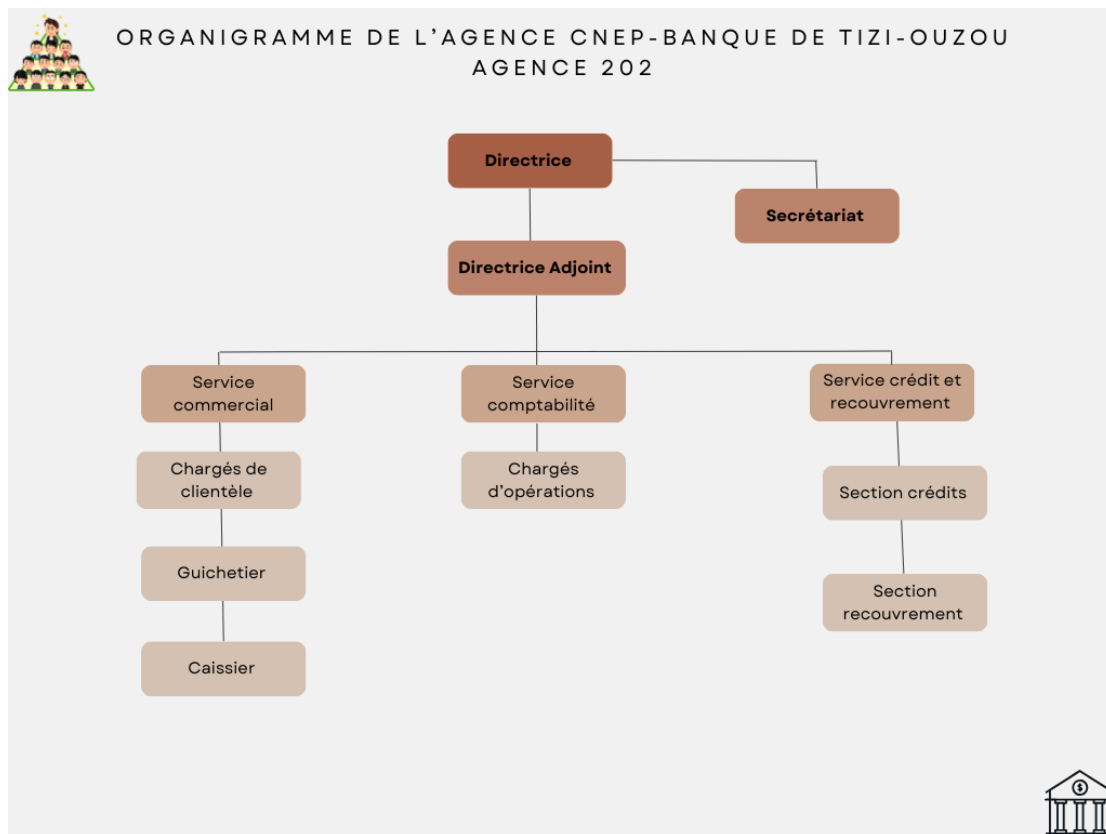 ORGANIGRAMME DE L’AGENCE CNEP-BANQUE DE TIZI-OUZOU
AGENCE 202
Directrice
Secrétariat
Directrice Adjoint
Service
commercial
Service
comptabilité
Service crédit et
recouvrement
Chargés de
clientèle
Chargés
d’opérations
Section crédits
Guichetier
Section
recouvrement
Caissier
$